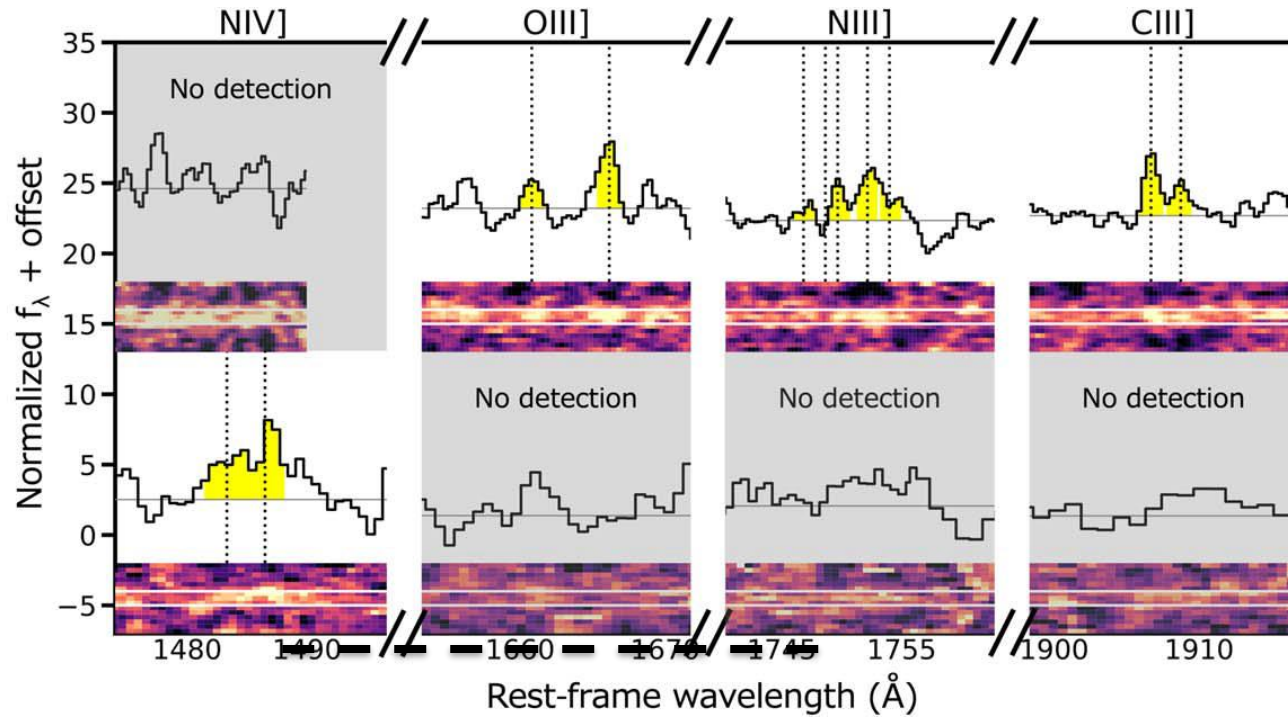 NIV] OIII] NIII] CIII]
35
No detection
30
25
20
15
10
No detection No detection No detection
5
0
−5
Normalized fλ + offset
1480 1490 1660 1670 1745 1755 1900 1910
Rest-frame wavelength (Å)